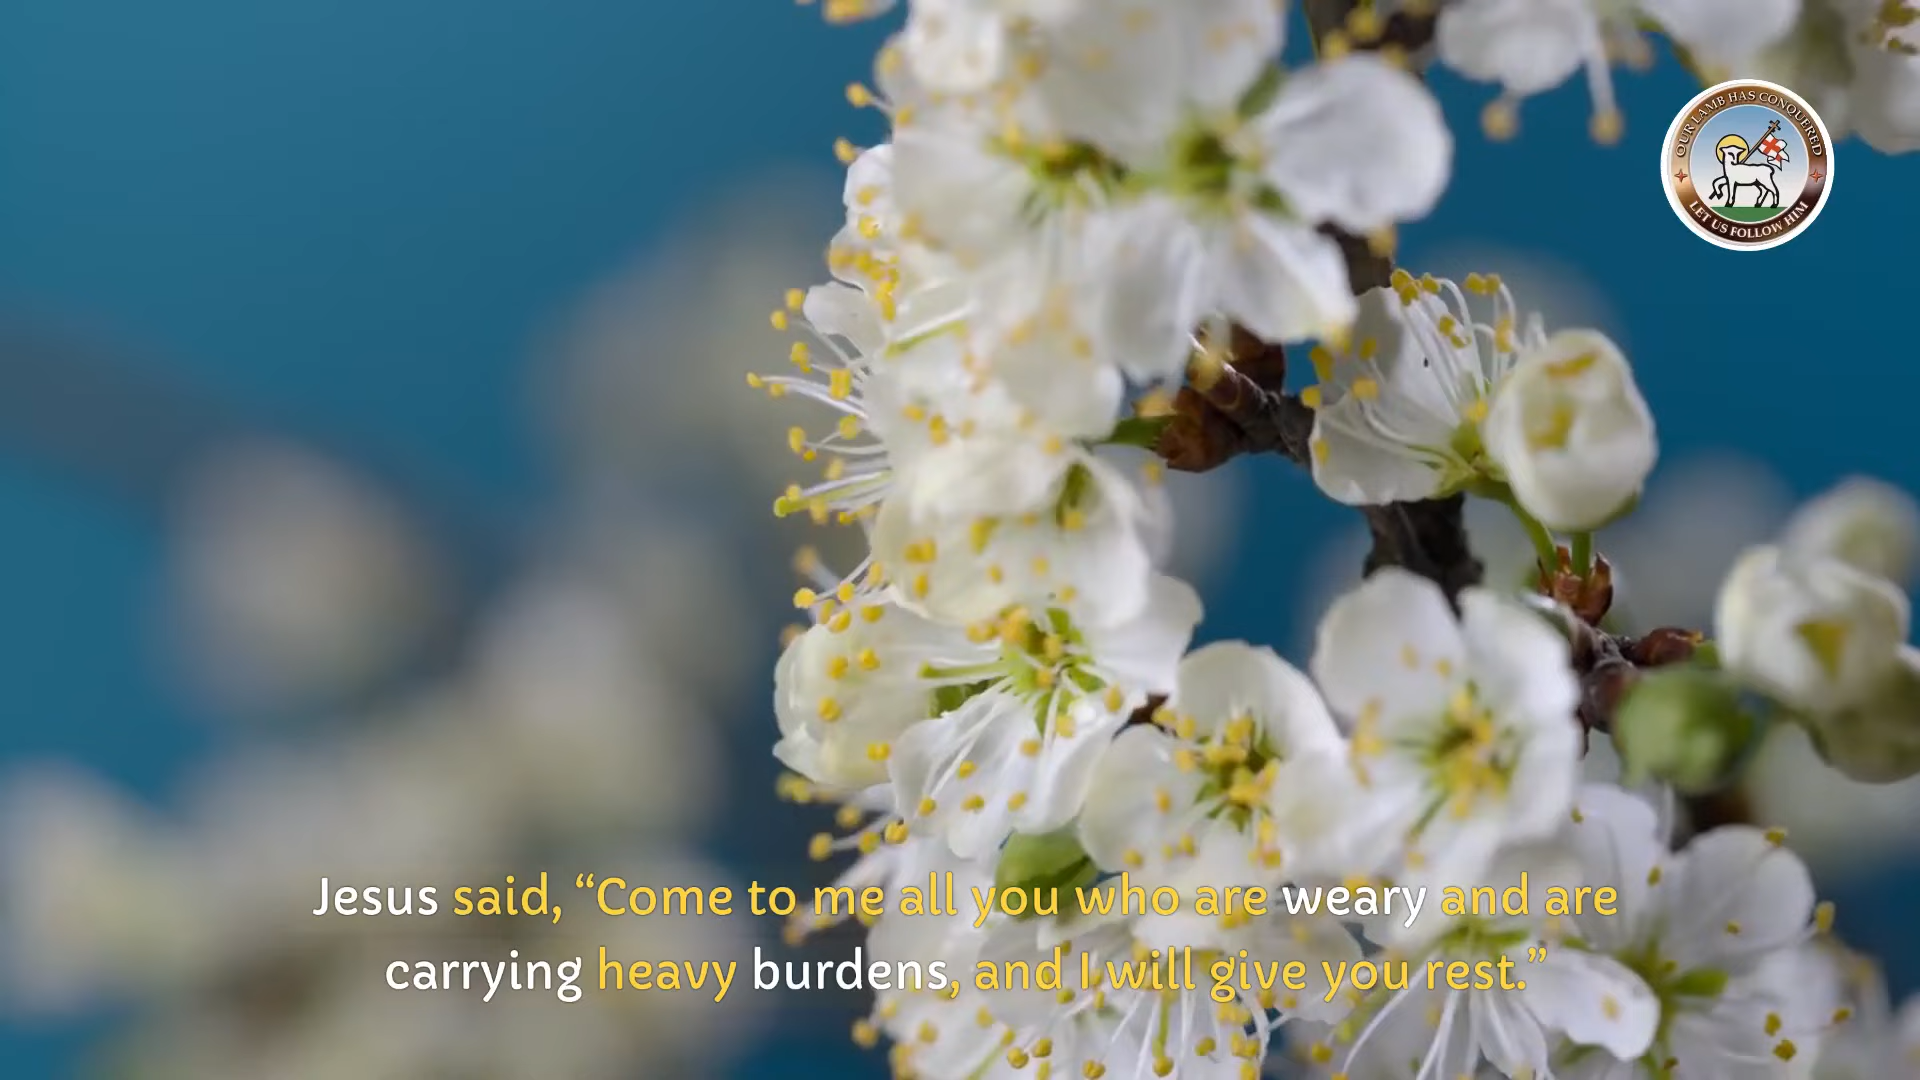 OUR LAMB HAS CONQUERED
LET US FOLLOW HIM
Jesus said, “Come to me all you who are weary and are
carrying heavy burdens, and I will give you rest.”